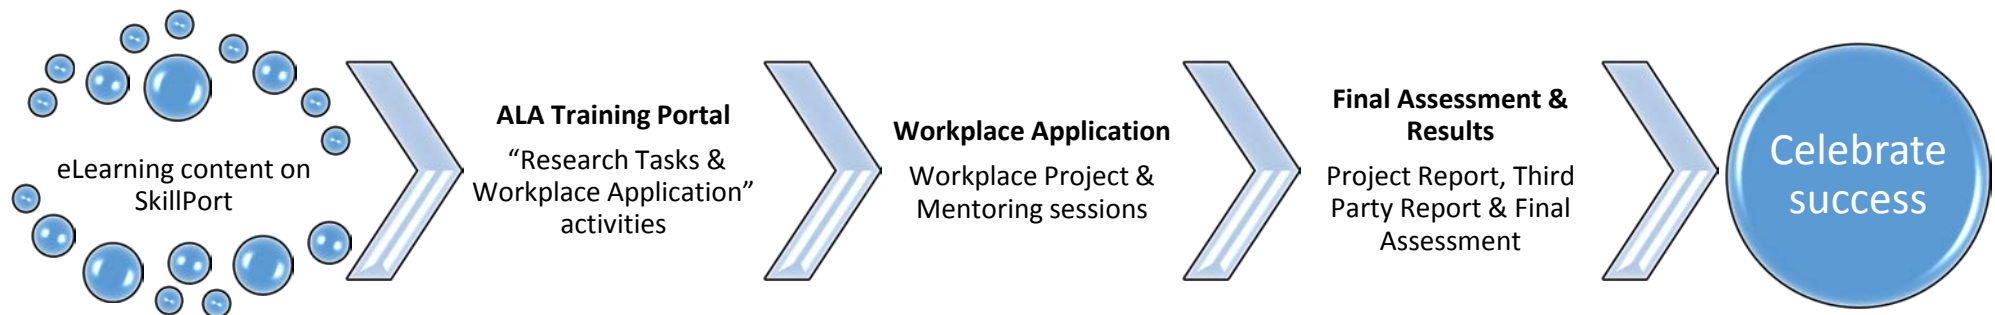 eLearning content on
SkillPort
ALA Training Portal
“Research Tasks &
Workplace Application”
activities
Workplace Application
Workplace Project &
Mentoring sessions
Final Assessment &
Results
Project Report, Third
Party Report & Final
Assessment
Celebrate
success